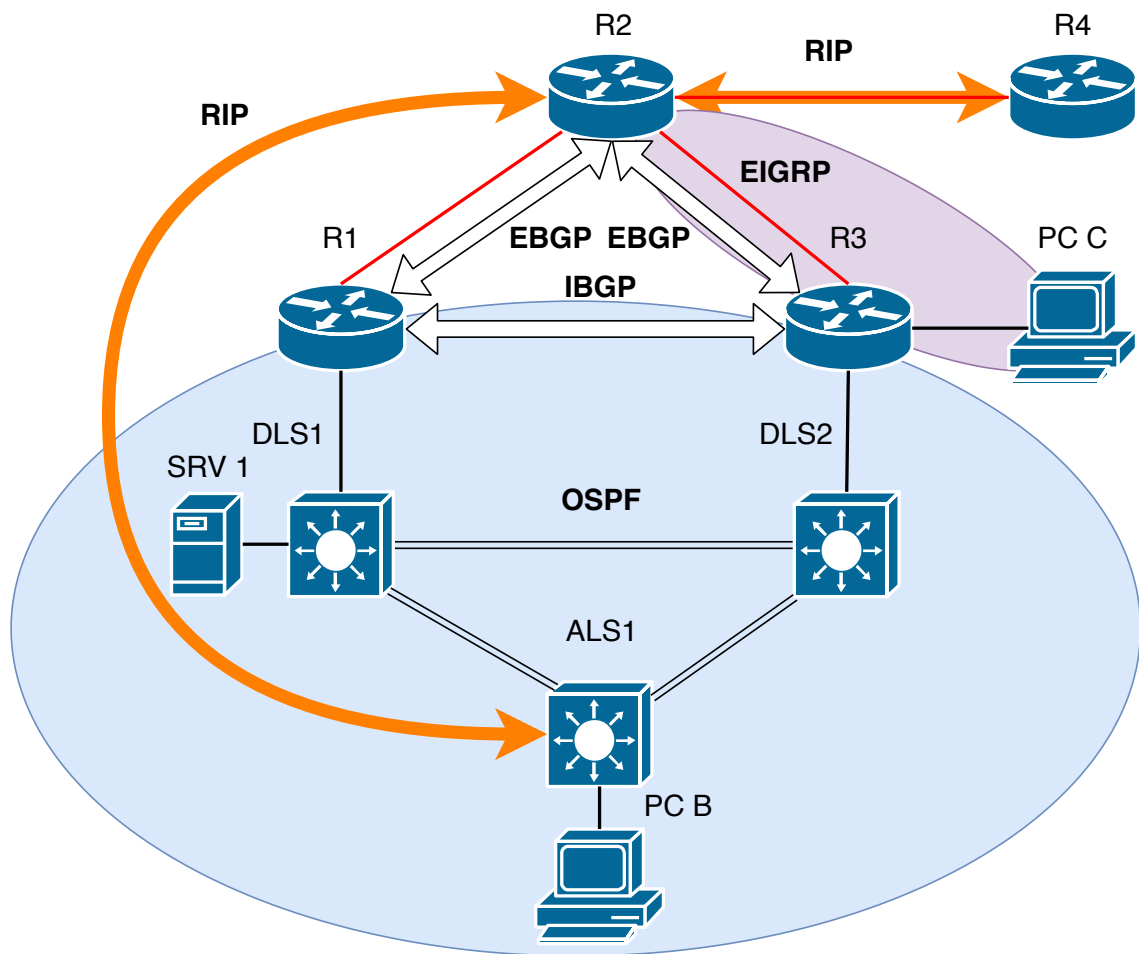 R2
R4
RIP
RIP
EIGRP
R1
EBGP EBGP
R3
PC C
IBGP
DLS1
DLS2
SRV 1
OSPF
ALS1
PC B